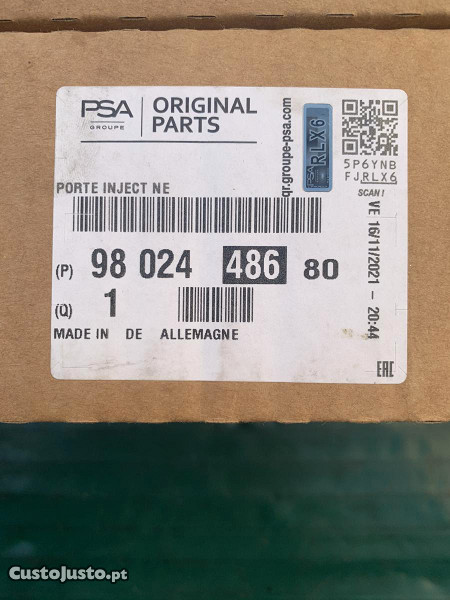 PSA
GROUPE
ORIGINAL
PARTS
qr.groupe-psa.com
PSA RLX6
5P6YNB
FJRLX6
SCAN !
PORTE INJECT NE
(P) 98 024 486 80
(Q) 1
MADE IN DE ALLEMAGNE
VE 16/11/2021 - 20:44
EAC
CustoJusto.pt